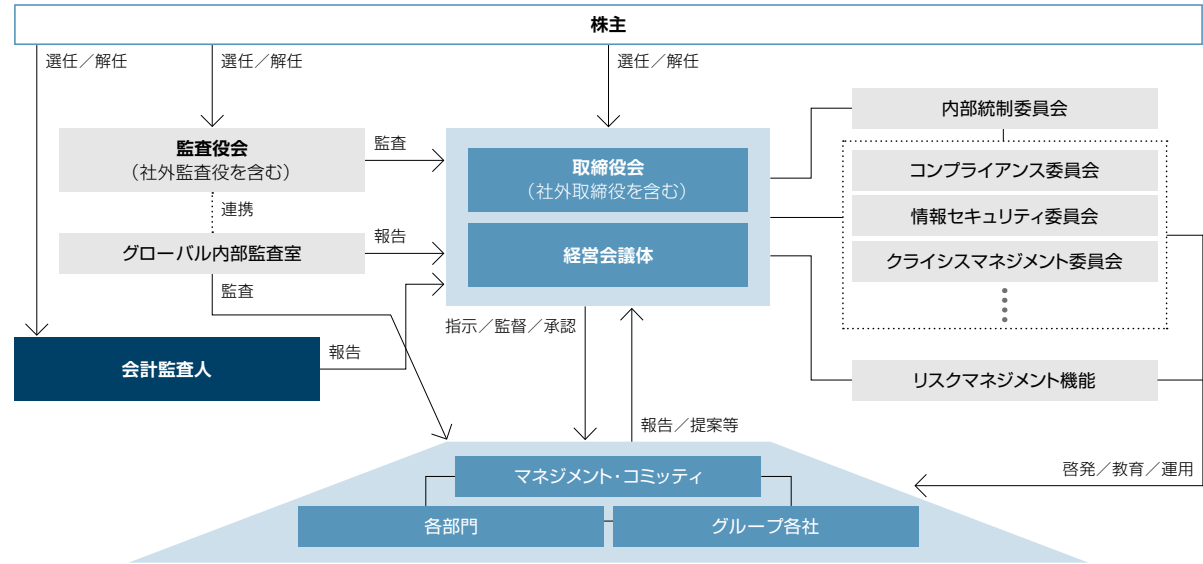 株主
選任／解任
選任／解任
選任／解任
監査役会
（社外監査役を含む）
監査
連携
グローバル内部監査室
報告
監査
会計監査人
報告
取締役会
（社外取締役を含む）
経営会議体
内部統制委員会
コンプライアンス委員会
情報セキュリティ委員会
クライシスマネジメント委員会
リスクマネジメント機能
指示／監督／承認
報告／提案等
啓発／教育／運用
マネジメント・コミッティ
各部門
グループ各社